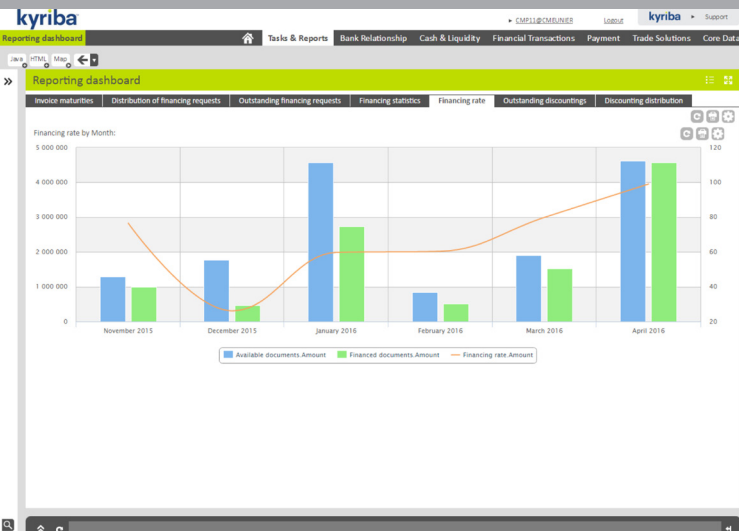 kyriba
CMP11@CMEUNIER
Logout
kyriba
Support
Reporting dashboard
Tasks & Reports
Bank Relationship
Cash & Liquidity
Financial Transactions
Payment
Trade Solutions
Core Data
Java
HTML
Map
Reporting dashboard
Invoice maturities
Distribution of financing requests
Outstanding financing requests
Financing statistics
Financing rate
Outstanding discountings
Discounting distribution
Financing rate by Month:
5 000 000
4 000 000
3 000 000
2 000 000
1 000 000
0
120
100
80
60
40
20
November 2015
December 2015
January 2016
February 2016
March 2016
April 2016
Available documents.Amount
Financed documents.Amount
Financing rate.Amount